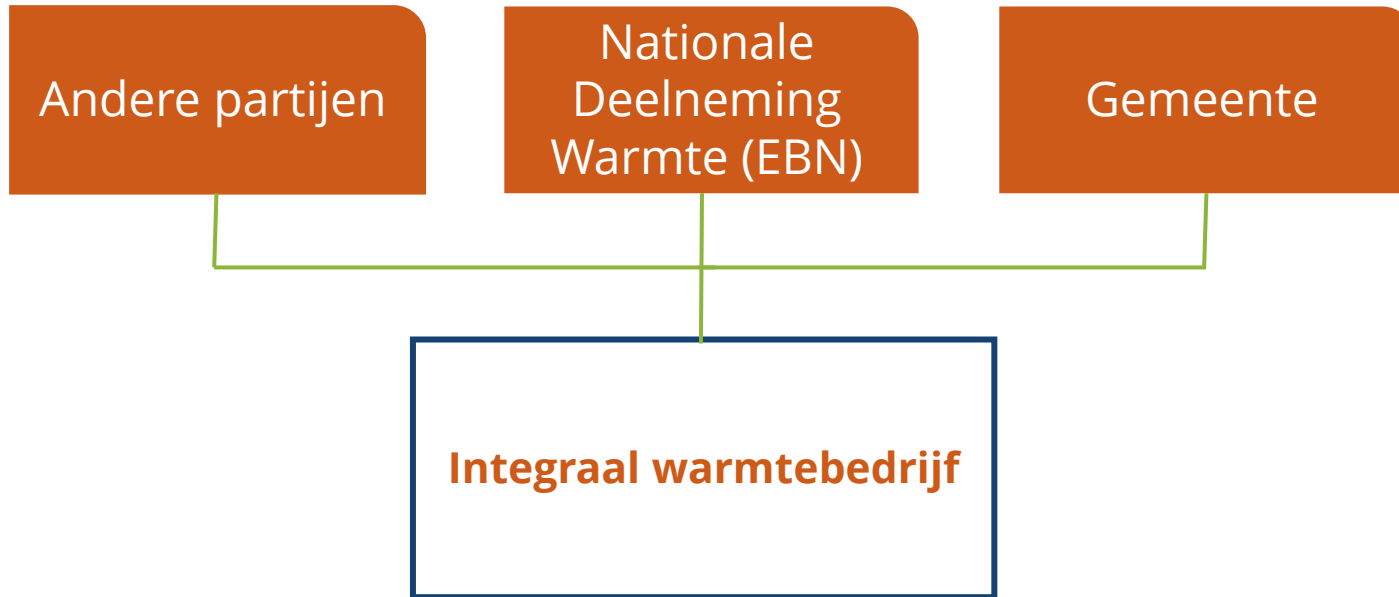 Andere partijen
Nationale
Deelneming
Warmte (EBN)
Gemeente
Integraal warmtebedrijf